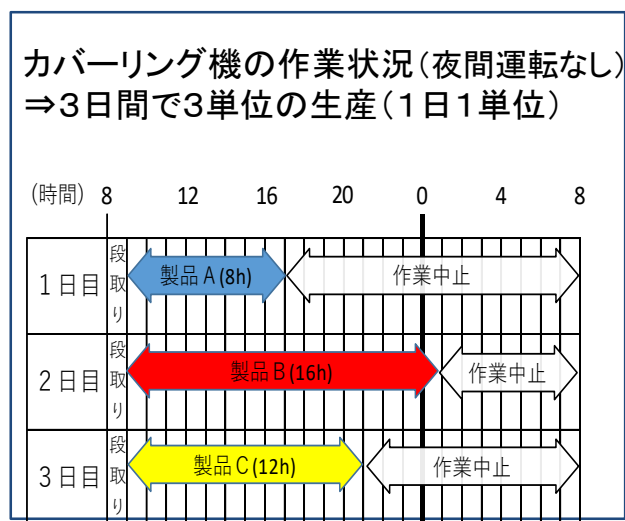 カバーリング機の作業状況(夜間運転なし)
⇒3日間で3単位の生産(1日1単位)
(時間) 8 12 16 20 0 4 8
1日目 段取り 製品A(8h) 作業中止
2日目 段取り 製品B(16h) 作業中止
3日目 段取り 製品C(12h) 作業中止